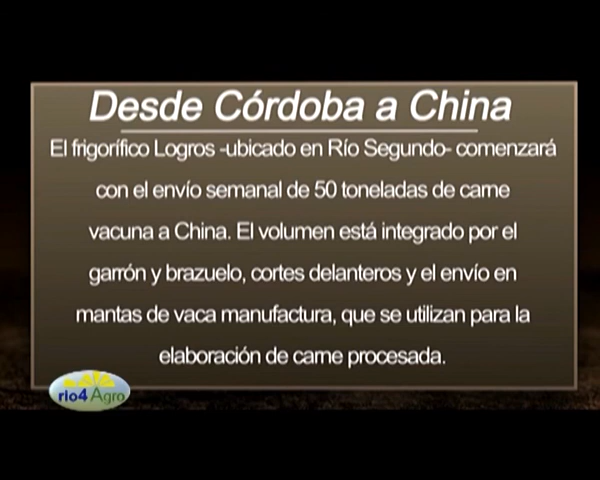 Desde Córdoba a China
El frigorífico Logros -ubicado en Río Segundo- comenzará
con el envío semanal de 50 toneladas de carne
vacuna a China. El volumen está integrado por el
garrón y brazuelo, cortes delanteros y el envío en
mantas de vaca manufactura, que se utilizan para la
elaboración de carne procesada.
rio4 Agro